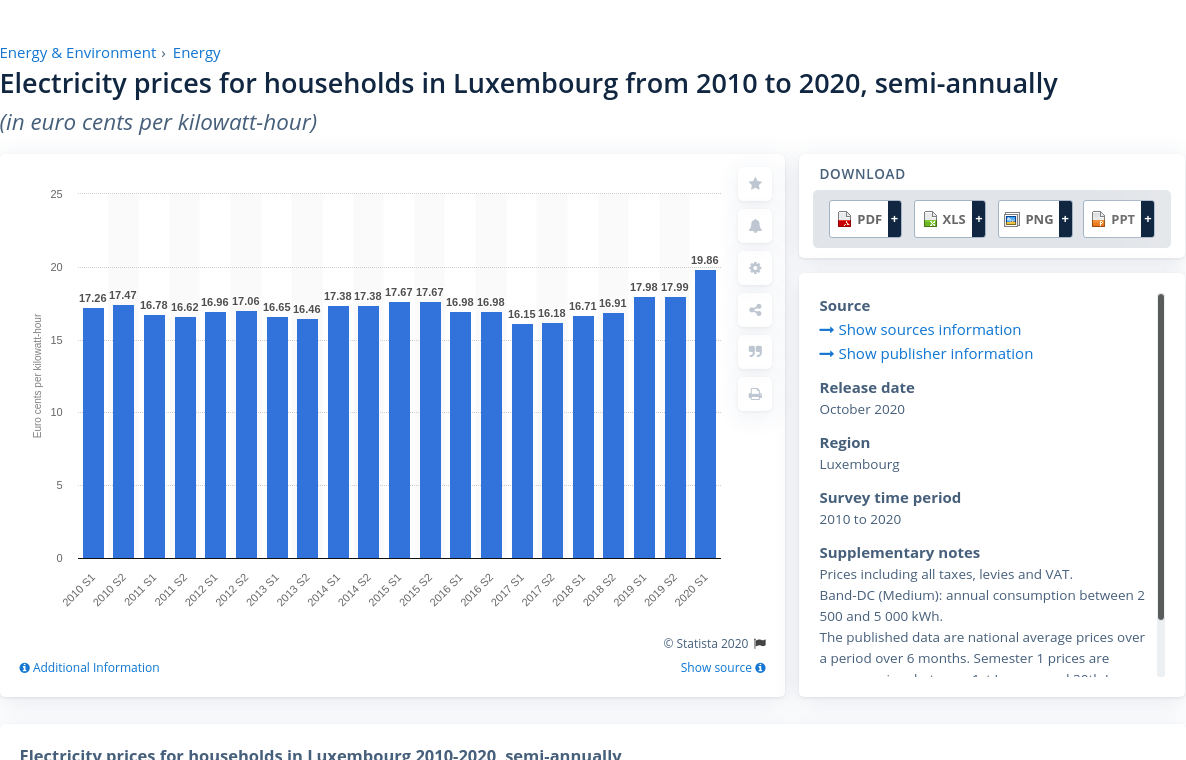 Energy & Environment › Energy
Electricity prices for households in Luxembourg from 2010 to 2020, semi-annually
(in euro cents per kilowatt-hour)
25
20
15
10
5
0
Euro cents per kilowatt-hour
17.26
17.47
16.78
16.62
16.96
17.06
16.65
16.46
17.38
17.38
17.67
17.67
16.98
16.98
16.15
16.18
16.71
16.91
17.98
17.99
19.86
2010 S1
2010 S2
2011 S1
2011 S2
2012 S1
2012 S2
2013 S1
2013 S2
2014 S1
2014 S2
2015 S1
2015 S2
2016 S1
2016 S2
2017 S1
2017 S2
2018 S1
2018 S2
2019 S1
2019 S2
2020 S1
© Statista 2020
Additional Information
Show source
DOWNLOAD
PDF +
XLS +
PNG +
PPT +
Source
Show sources information
Show publisher information
Release date
October 2020
Region
Luxembourg
Survey time period
2010 to 2020
Supplementary notes
Prices including all taxes, levies and VAT.
Band-DC (Medium): annual consumption between 2
500 and 5 000 kWh.
The published data are national average prices over
a period over 6 months. Semester 1 prices are
Electricity prices for households in Luxembourg 2010-2020, semi-annually